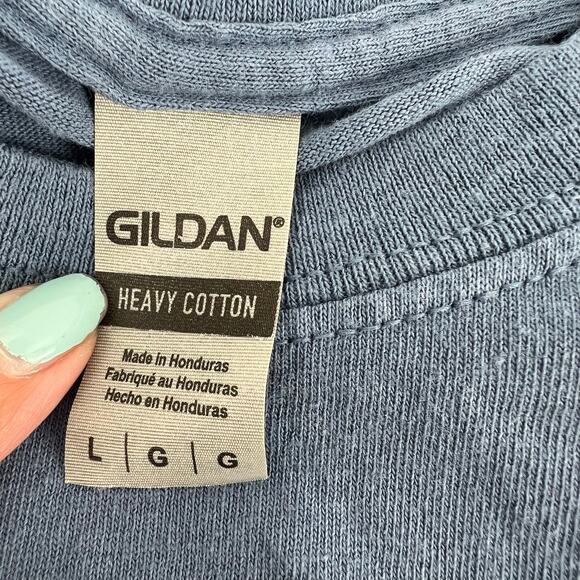 GILDAN®
HEAVY COTTON
Made in Honduras
Fabriqué au Honduras
Hecho en Honduras
L | G | G